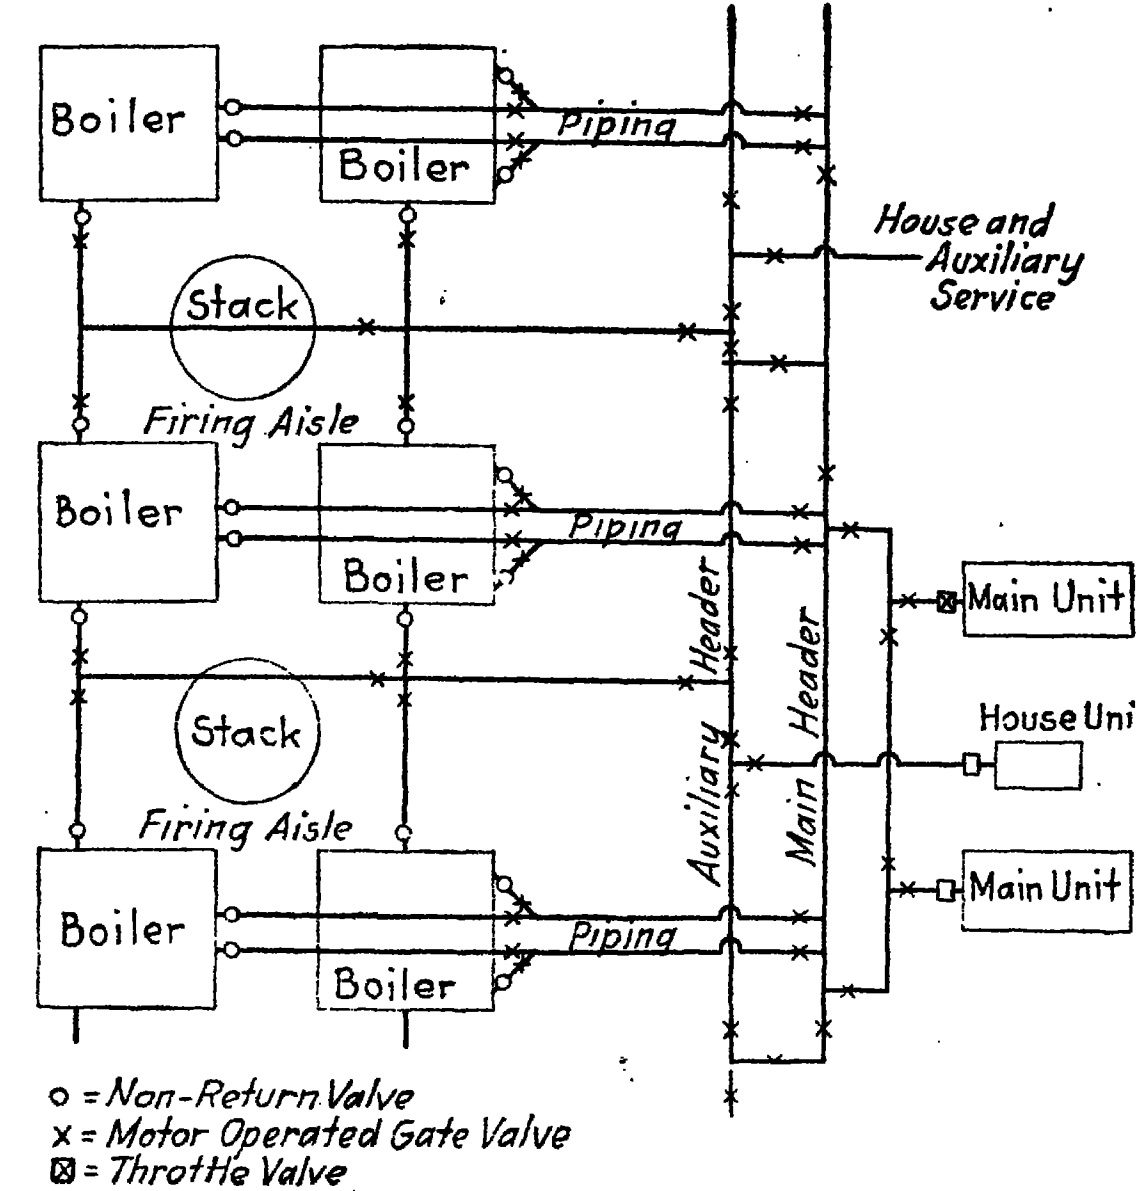 Boiler
Boiler
Piping
House and
Auxiliary
Service
Stack
Firing Aisle
Boiler
Boiler
Piping
Header
Main Unit
Header
Stack
House Uni
Auxiliary
Main
Firing Aisle
Main Unit
Boiler
Boiler
Piping
o = Non-Return Valve
x = Motor Operated Gate Valve
⊠ = Throttle Valve